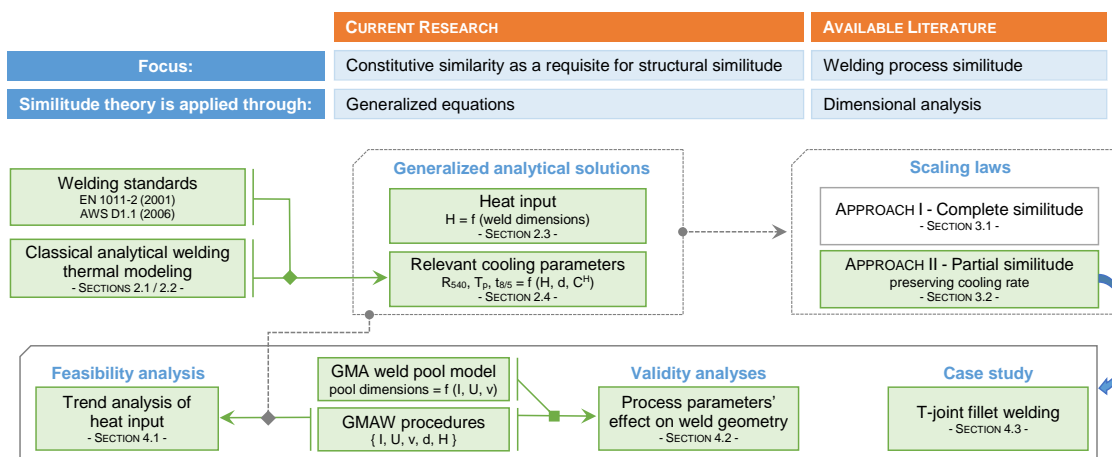 CURRENT RESEARCH
AVAILABLE LITERATURE
Focus:
Constitutive similarity as a requisite for structural similitude
Welding process similitude
Similitude theory is applied through:
Generalized equations
Dimensional analysis
Generalized analytical solutions
Scaling laws
Welding standards
EN 1011-2 (2001)
AWS D1.1 (2006)
Heat input
H = f (weld dimensions)
- SECTION 2.3 -
APPROACH I - Complete similitude
- SECTION 3.1 -
Classical analytical welding
thermal modeling
- SECTIONS 2.1 / 2.2 -
Relevant cooling parameters
R540, Tp, t8/5 = f (H, d, C^H)
- SECTION 2.4 -
APPROACH II - Partial similitude
preserving cooling rate
- SECTION 3.2 -
Feasibility analysis
GMA weld pool model
pool dimensions = f (I, U, v)
Validity analyses
Case study
Trend analysis of
heat input
- SECTION 4.1 -
GMAW procedures
{ I, U, v, d, H }
Process parameters'
effect on weld geometry
- SECTION 4.2 -
T-joint fillet welding
- SECTION 4.3 -